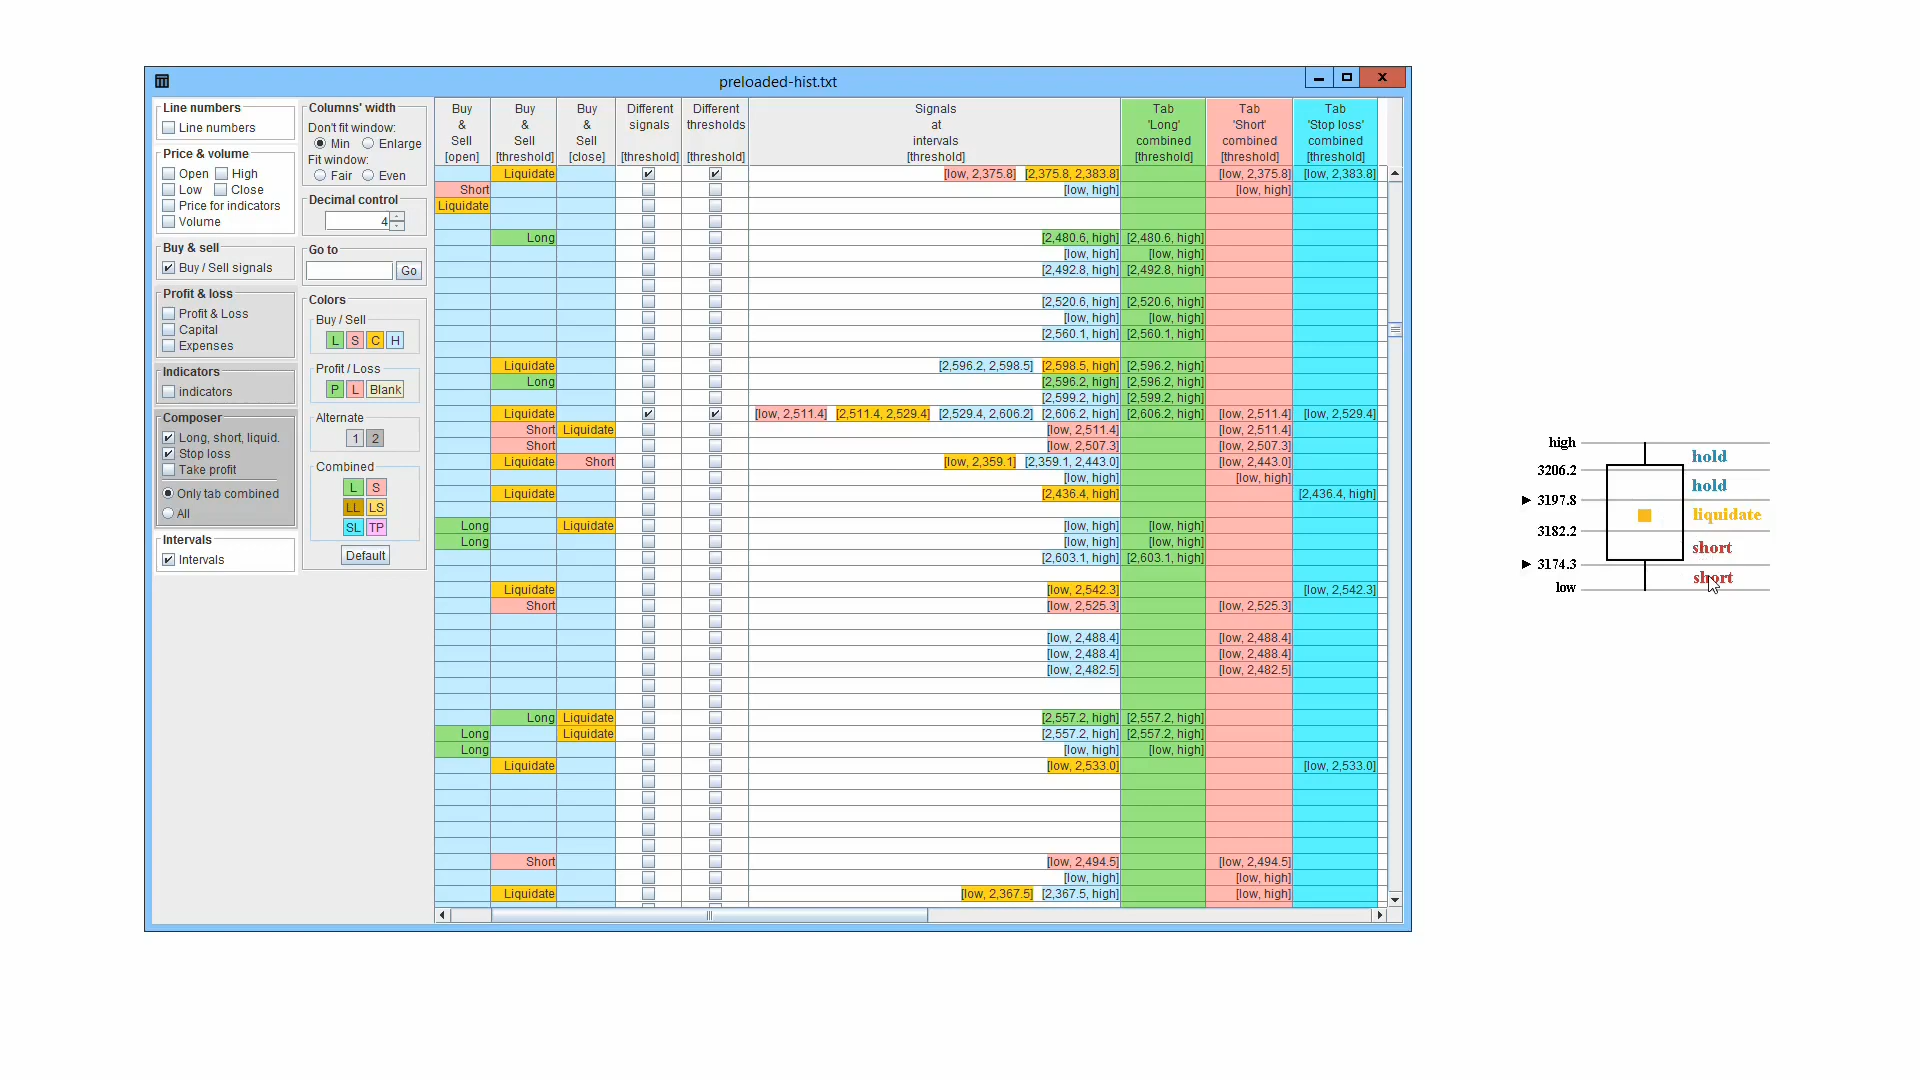 preloaded-hist.txt
Line numbers
Line numbers
Price & volume
Open High
Low Close
Price for indicators
Volume
Buy & sell
Buy / Sell signals
Profit & loss
Profit & Loss
Capital
Expenses
Indicators
indicators
Composer
Long, short, liquid.
Stop loss
Take profit
Only tab combined
All
Intervals
Intervals
Columns' width
Don't fit window:
Min Enlarge
Fit window:
Fair Even
Decimal control
4
Go to
Go
Colors
Buy / Sell
L S C H
Profit / Loss
P L Blank
Alternate
1 2
Combined
L S
LL LS
SL TP
Default
Buy & Sell [open]
Buy & Sell [threshold]
Buy & Sell [close]
Different signals [threshold]
Different thresholds [threshold]
Signals at intervals [threshold]
Tab 'Long' combined [threshold]
Tab 'Short' combined [threshold]
Tab 'Stop loss' combined [threshold]
Liquidate [low, 2,375.8] [2,375.8, 2,383.8] [low, 2,375.8] [low, 2,383.8]
Short [low, high] [low, high]
Liquidate
Long [2,480.6, high] [2,480.6, high]
[low, high] [low, high]
[2,492.8, high] [2,492.8, high]
[2,520.6, high] [2,520.6, high]
[low, high] [low, high]
[2,560.1, high] [2,560.1, high]
Liquidate [2,596.2, 2,598.5] [2,598.5, high] [2,596.2, high]
Long [2,596.2, high] [2,596.2, high]
[2,599.2, high] [2,599.2, high]
Liquidate [low, 2,511.4] [2,511.4, 2,529.4] [2,529.4, 2,606.2] [2,606.2, high] [2,606.2, high] [low, 2,511.4] [low, 2,529.4]
Short Liquidate [low, 2,511.4] [low, 2,511.4]
Short [low, 2,507.3] [low, 2,507.3]
Liquidate Short [low, 2,359.1] [2,359.1, 2,443.0] [low, 2,443.0]
[low, high] [low, high]
Liquidate [2,436.4, high] [2,436.4, high]
Long Liquidate [low, high] [low, high]
Long [low, high] [low, high]
[2,603.1, high] [2,603.1, high]
Liquidate [low, 2,542.3] [low, 2,542.3]
Short [low, 2,525.3] [low, 2,525.3]
[low, 2,488.4] [low, 2,488.4]
[low, 2,488.4] [low, 2,488.4]
[low, 2,482.5] [low, 2,482.5]
Long Liquidate [2,557.2, high] [2,557.2, high]
Long Liquidate [2,557.2, high] [2,557.2, high]
Long [low, high] [low, high]
Liquidate [low, 2,533.0] [low, 2,533.0]
Short [low, 2,494.5] [low, 2,494.5]
[low, high] [low, high]
Liquidate [low, 2,367.5] [2,367.5, high] [low, high]
high
hold
3206.2
hold
3197.8
liquidate
3182.2
short
3174.3
short
low